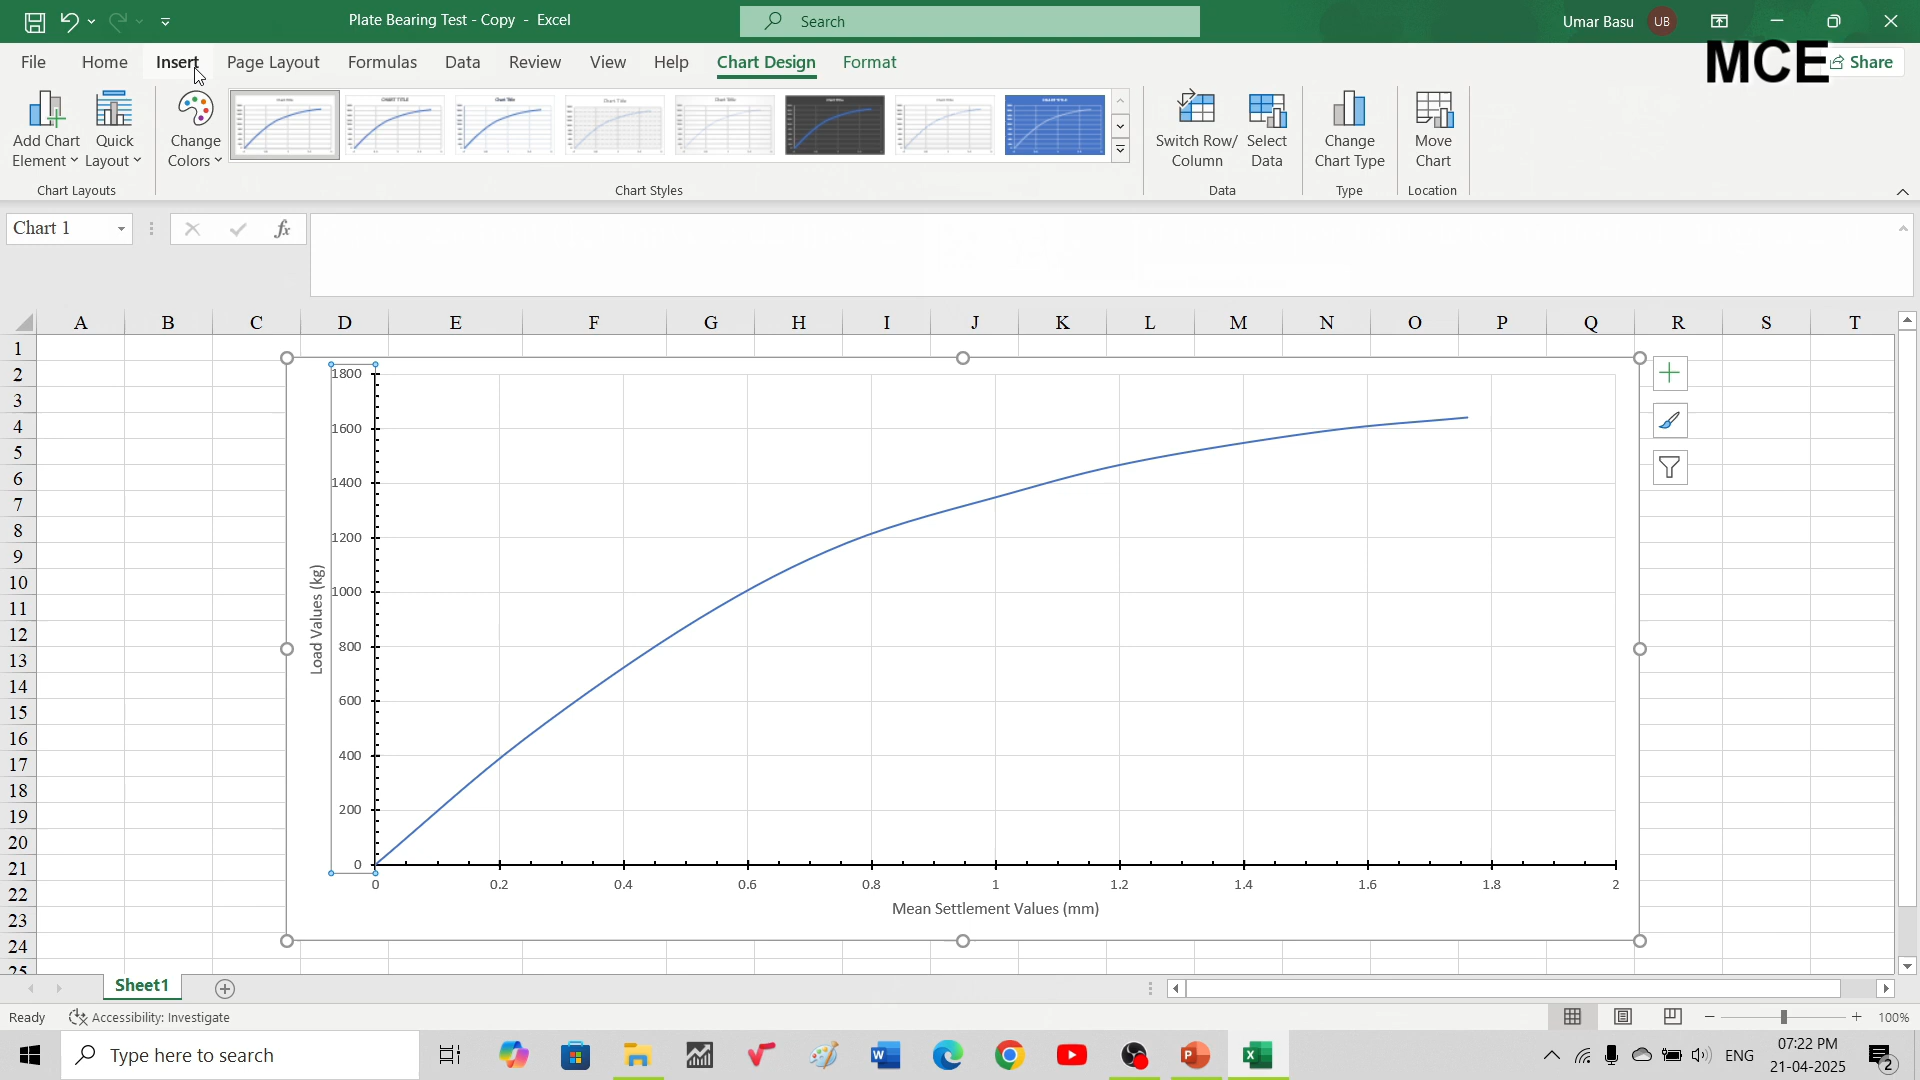 Plate Bearing Test - Copy - Excel
Search
Umar Basu
UB
MCE
File
Home
Insert
Page Layout
Formulas
Data
Review
View
Help
Chart Design
Format
Share
Add Chart
Element
Quick
Layout
Change
Colors
Switch Row/
Column
Select
Data
Change
Chart Type
Move
Chart
Chart Layouts
Chart Styles
Data
Type
Location
Chart 1
fx
A B C D E F G H I J K L M N O P Q R S T
1
2
3
4
5
6
7
8
9
10
11
12
13
14
15
16
17
18
19
20
21
22
23
24
25
1800
1600
1400
1200
1000
800
600
400
200
0
Load Values (kg)
0 0.2 0.4 0.6 0.8 1 1.2 1.4 1.6 1.8 2
Mean Settlement Values (mm)
Sheet1
Ready
Accessibility: Investigate
100%
Type here to search
ENG
07:22 PM
21-04-2025
2